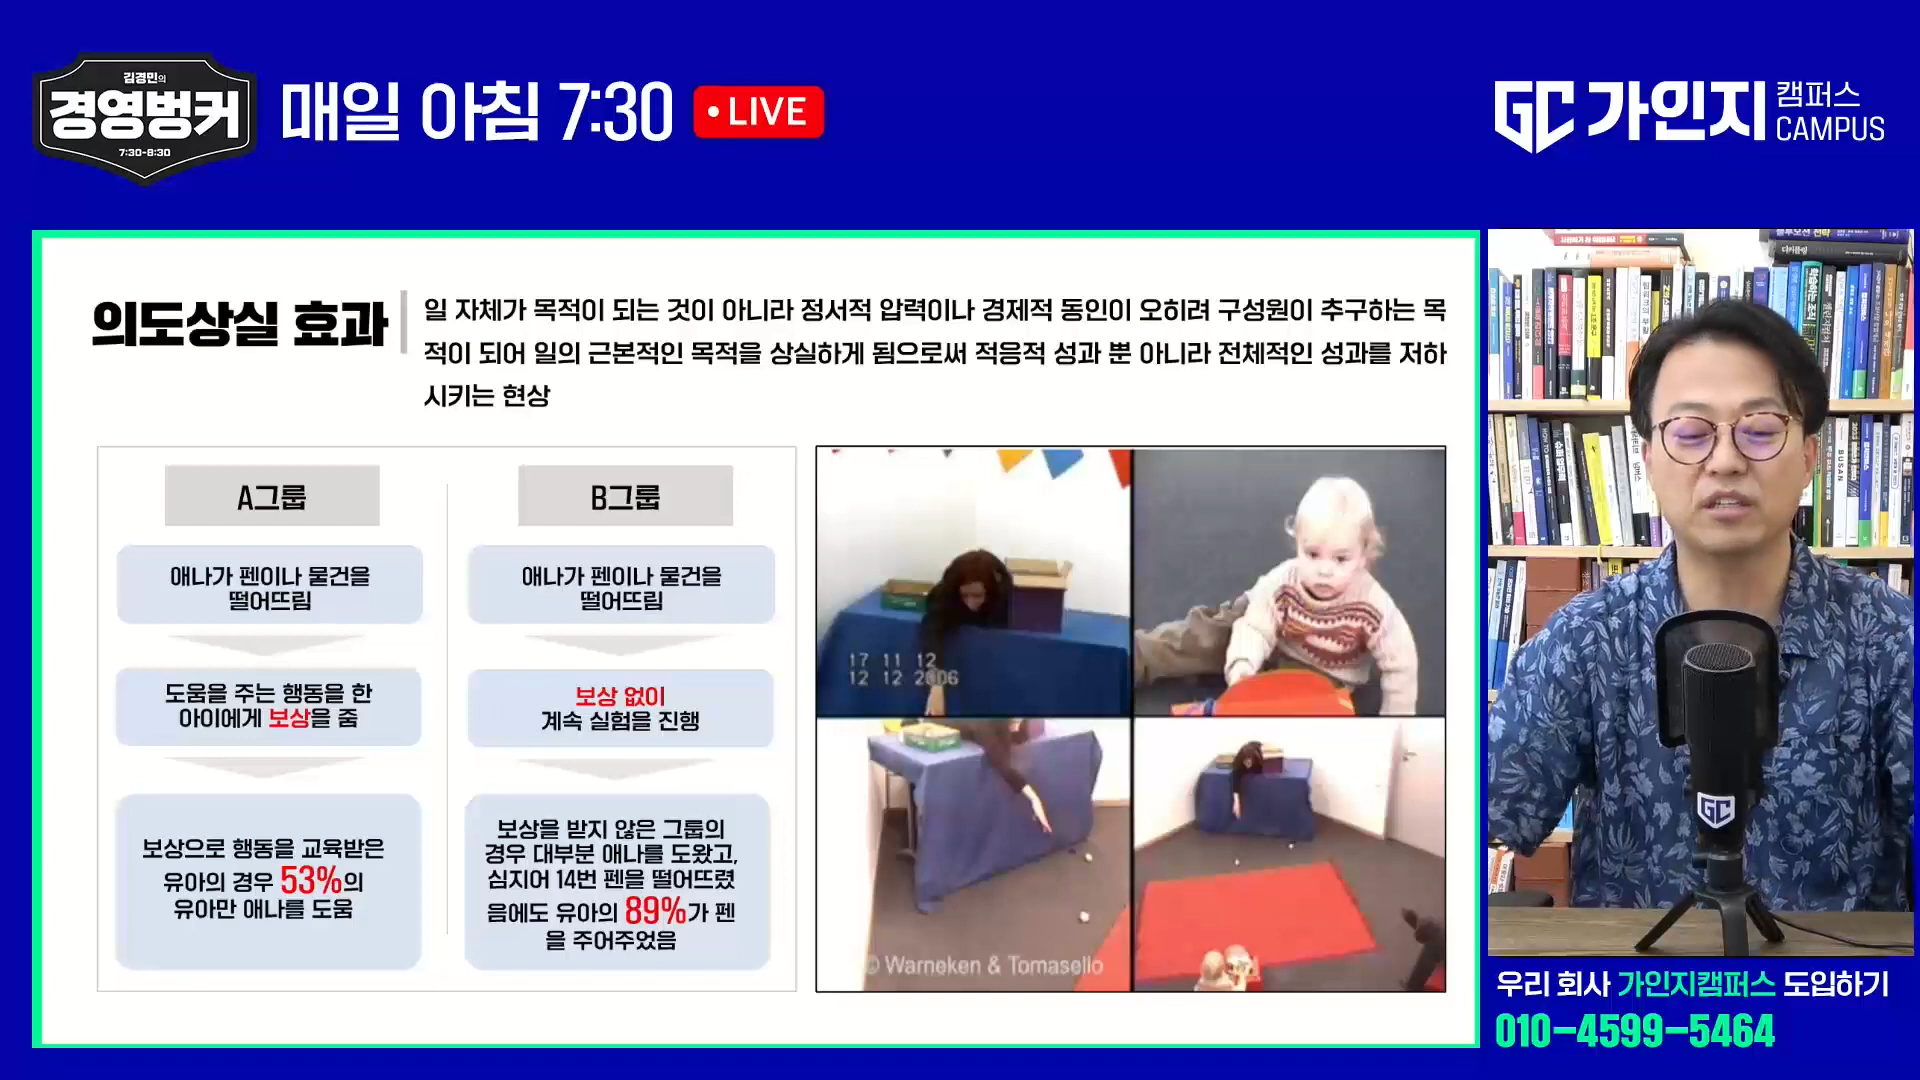 김경민의
경영벙커
7:30-8:30
매일 아침 7:30
LIVE
GC 가인지 캠퍼스 CAMPUS
의도상실 효과
일 자체가 목적이 되는 것이 아니라 정서적 압력이나 경제적 동인이 오히려 구성원이 추구하는 목
적이 되어 일의 근본적인 목적을 상실하게 됨으로써 적응적 성과 뿐 아니라 전체적인 성과를 저하
시키는 현상
A그룹
애나가 펜이나 물건을
떨어뜨림
도움을 주는 행동을 한
아이에게 보상을 줌
보상으로 행동을 교육받은
유아의 경우 53%의
유아만 애나를 도움
B그룹
애나가 펜이나 물건을
떨어뜨림
보상 없이
계속 실험을 진행
보상을 받지 않은 그룹의
경우 대부분 애나를 도왔고,
심지어 14번 펜을 떨어뜨렸
음에도 유아의 89%가 펜
을 주어주었음
17 11 12
12 12 2006
© Warneken & Tomasello
BUSAN
GC
우리 회사 가인지캠퍼스 도입하기
010-4599-5464